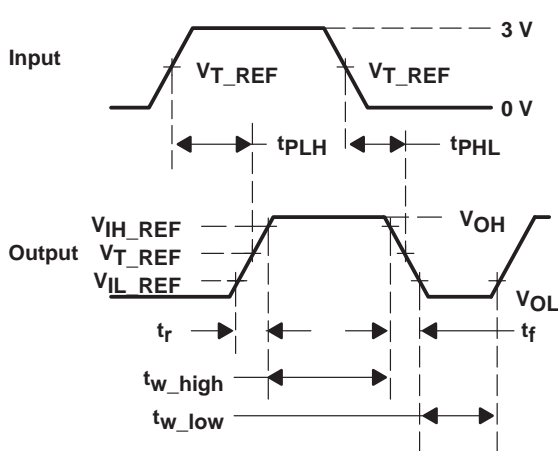 3 V
Input
VT_REF VT_REF
0 V
tPLH tPHL
VIH_REF VOH
Output VT_REF
VIL_REF VOL
tr tf
tw_high
tw_low